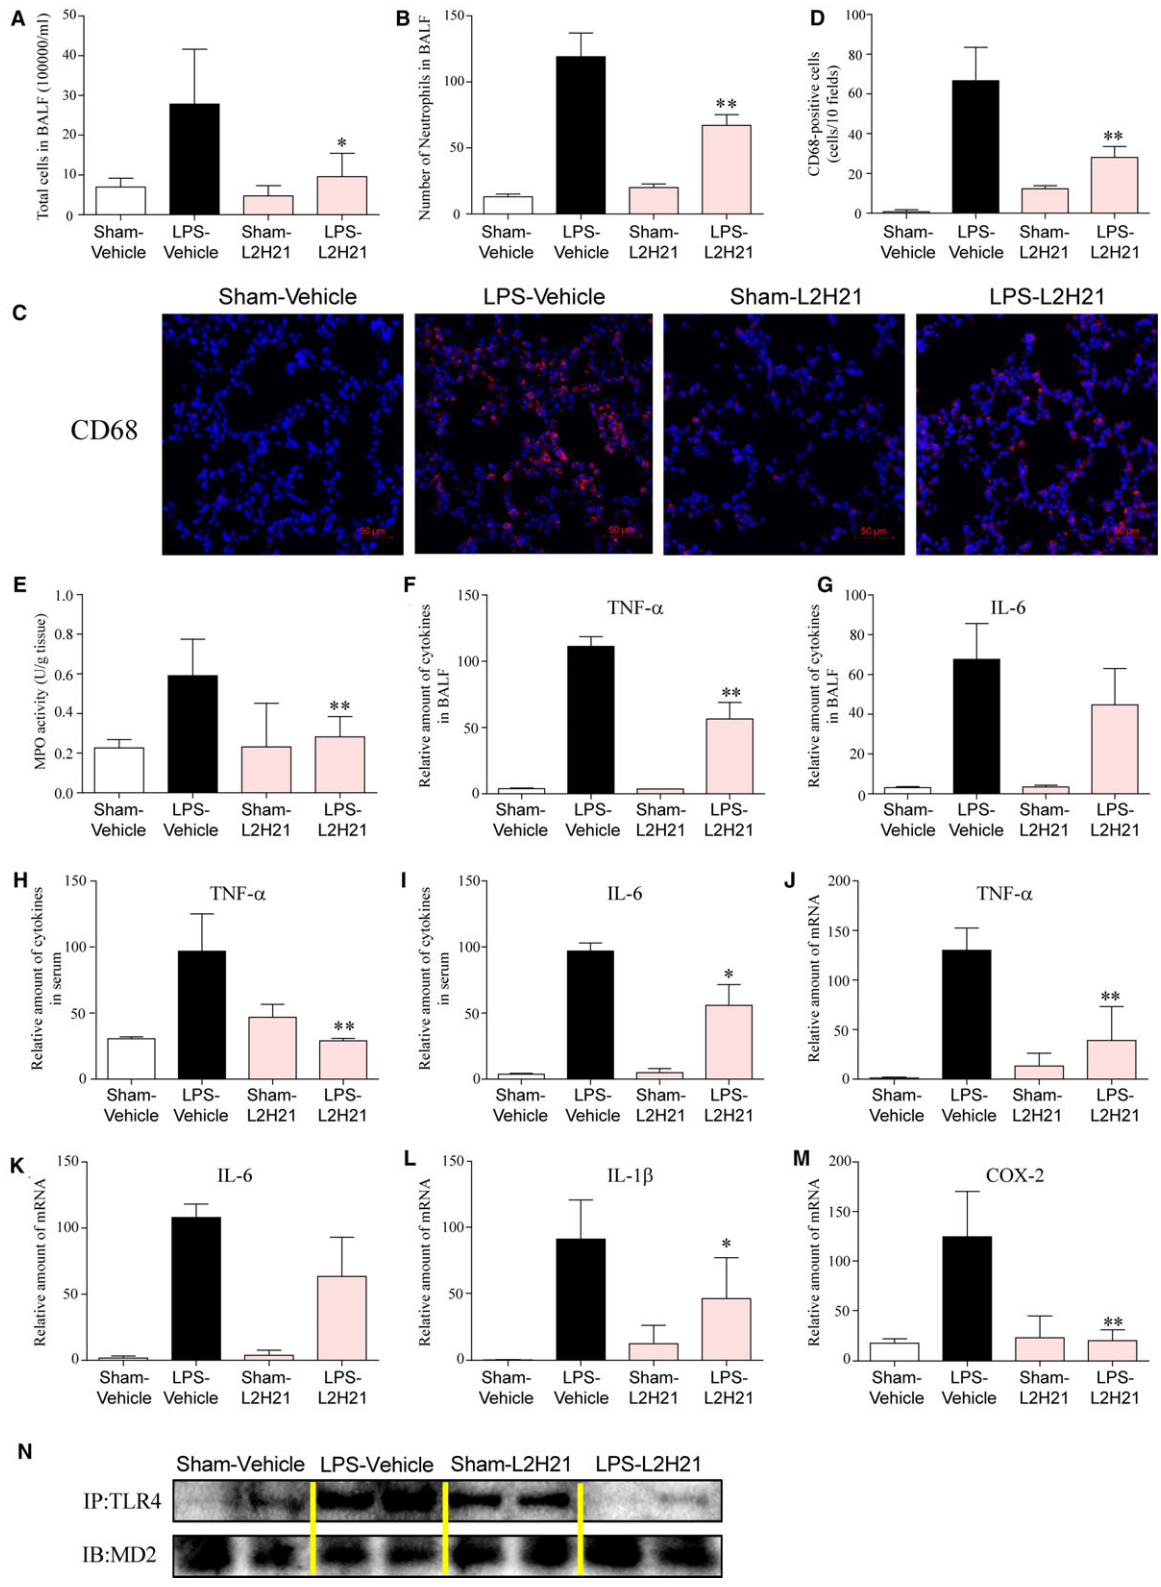 A
Total cells in BALF (100000/ml)
50
40
30
20
10
0
*
Sham-
Vehicle
LPS-
Vehicle
Sham-
L2H21
LPS-
L2H21
B
Number of Neutrophils in BALF
150
100
50
0
**
Sham-
Vehicle
LPS-
Vehicle
Sham-
L2H21
LPS-
L2H21
D
CD68-positive cells
(cells/10 fields)
100
80
60
40
20
0
**
Sham-
Vehicle
LPS-
Vehicle
Sham-
L2H21
LPS-
L2H21
C
Sham-Vehicle
LPS-Vehicle
Sham-L2H21
LPS-L2H21
CD68
50 µm
50 µm
50 µm
50 µm
E
MPO activity (U/g tissue)
1.0
0.8
0.6
0.4
0.2
0.0
**
Sham-
Vehicle
LPS-
Vehicle
Sham-
L2H21
LPS-
L2H21
F
TNF-α
Relative amount of cytokines
in BALF
150
100
50
0
**
Sham-
Vehicle
LPS-
Vehicle
Sham-
L2H21
LPS-
L2H21
G
IL-6
Relative amount of cytokines
in BALF
100
80
60
40
20
0
Sham-
Vehicle
LPS-
Vehicle
Sham-
L2H21
LPS-
L2H21
H
TNF-α
Relative amount of cytokines
in serum
150
100
50
0
**
Sham-
Vehicle
LPS-
Vehicle
Sham-
L2H21
LPS-
L2H21
I
IL-6
Relative amount of cytokines
in serum
150
100
50
0
*
Sham-
Vehicle
LPS-
Vehicle
Sham-
L2H21
LPS-
L2H21
J
TNF-α
Relative amount of mRNA
200
150
100
50
0
**
Sham-
Vehicle
LPS-
Vehicle
Sham-
L2H21
LPS-
L2H21
K
IL-6
Relative amount of mRNA
150
100
50
0
Sham-
Vehicle
LPS-
Vehicle
Sham-
L2H21
LPS-
L2H21
L
IL-1β
Relative amount of mRNA
150
100
50
0
*
Sham-
Vehicle
LPS-
Vehicle
Sham-
L2H21
LPS-
L2H21
M
COX-2
Relative amount of mRNA
200
150
100
50
0
**
Sham-
Vehicle
LPS-
Vehicle
Sham-
L2H21
LPS-
L2H21
N
Sham-Vehicle
LPS-Vehicle
Sham-L2H21
LPS-L2H21
IP:TLR4
IB:MD2